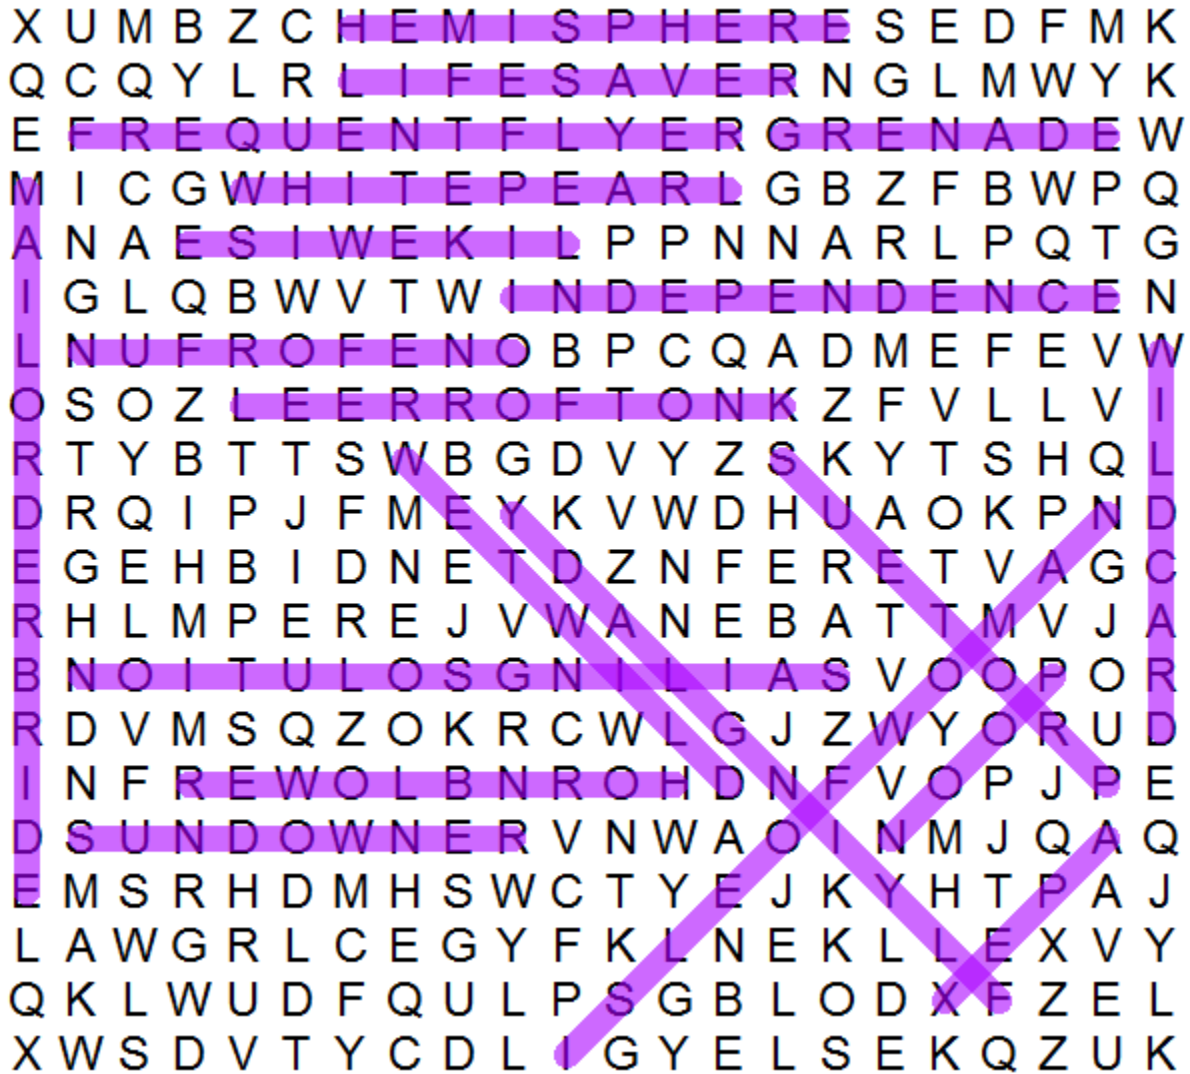 X U M B Z C H E M I S P H E R E S E D F M K
Q C Q Y L R L I F E S A V E R N G L M W Y K
E F R E Q U E N T F L Y E R G R E N A D E W
M I C G W H I T E P E A R L G B Z F B W P Q
A N A E S I W E K I L P P N N A R L P Q T G
I G L Q B W V T W I N D E P E N D E N C E N
L N U F R O F E N O B P C Q A D M E F E V W
O S O Z L E E R R O F T O N K Z F V L L V I
R T Y B T T S W B G D V Y Z S K Y T S H Q L
D R Q I P J F M E Y K V W D H U A O K P N D
E G E H B I D N E T D Z N F E R E T V A G C
R H L M P E R E J V W A N E B A T T M V J A
B N O I T U L O S G N I L I A S V O O P O R
R D V M S Q Z O K R C W L G J Z W Y O R U D
I N F R E W O L B N R O H D N F V O P J P E
D S U N D O W N E R V N W A O I N M J Q A Q
E M S R H D M H S W C T Y E J K Y H T P A J
L A W G R L C E G Y F K L N E K L L E X V Y
Q K L W U D F Q U L P S G B L O D X F Z E L
X W S D V T Y C D L I G Y E L S E K Q Z U K